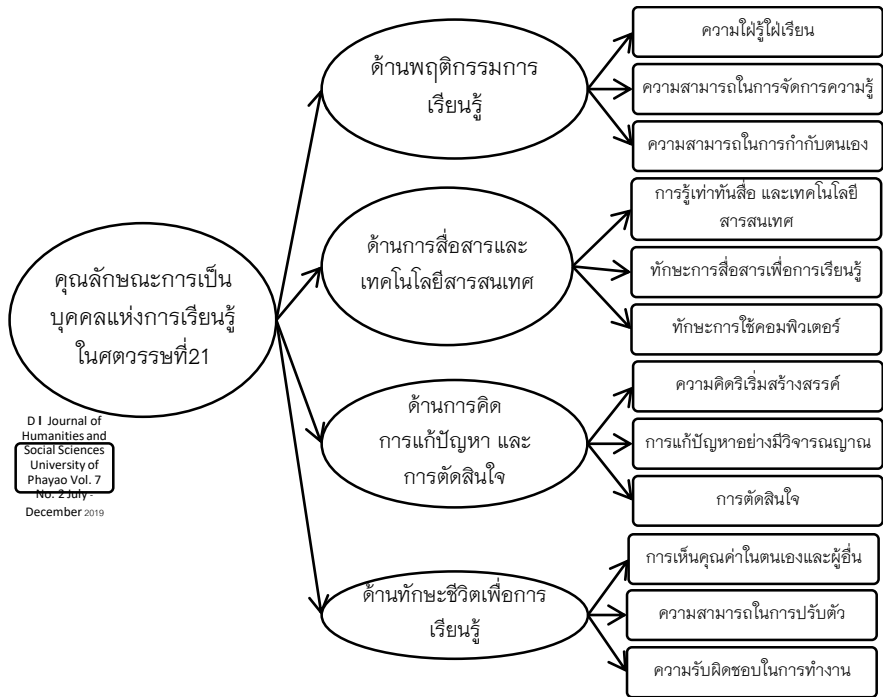 คุณลักษณะการเป็น
บุคคลแห่งการเรียนรู้
ในศตวรรษที่21
ด้านพฤติกรรมการ
เรียนรู้
ความใฝ่รู้ใฝ่เรียน
ความสามารถในการจัดการความรู้
ความสามารถในการกำกับตนเอง
ด้านการสื่อสารและ
เทคโนโลยีสารสนเทศ
การรู้เท่าทันสื่อ และเทคโนโลยี
สารสนเทศ
ทักษะการสื่อสารเพื่อการเรียนรู้
ทักษะการใช้คอมพิวเตอร์
ด้านการคิด
การแก้ปัญหา และ
การตัดสินใจ
ความคิดริเริ่มสร้างสรรค์
การแก้ปัญหาอย่างมีวิจารณญาณ
การตัดสินใจ
ด้านทักษะชีวิตเพื่อการ
เรียนรู้
การเห็นคุณค่าในตนเองและผู้อื่น
ความสามารถในการปรับตัว
ความรับผิดชอบในการทำงาน
D I Journal of
Humanities and
Social Sciences
University of
Phayao Vol. 7
No. 2 July -
December 2019